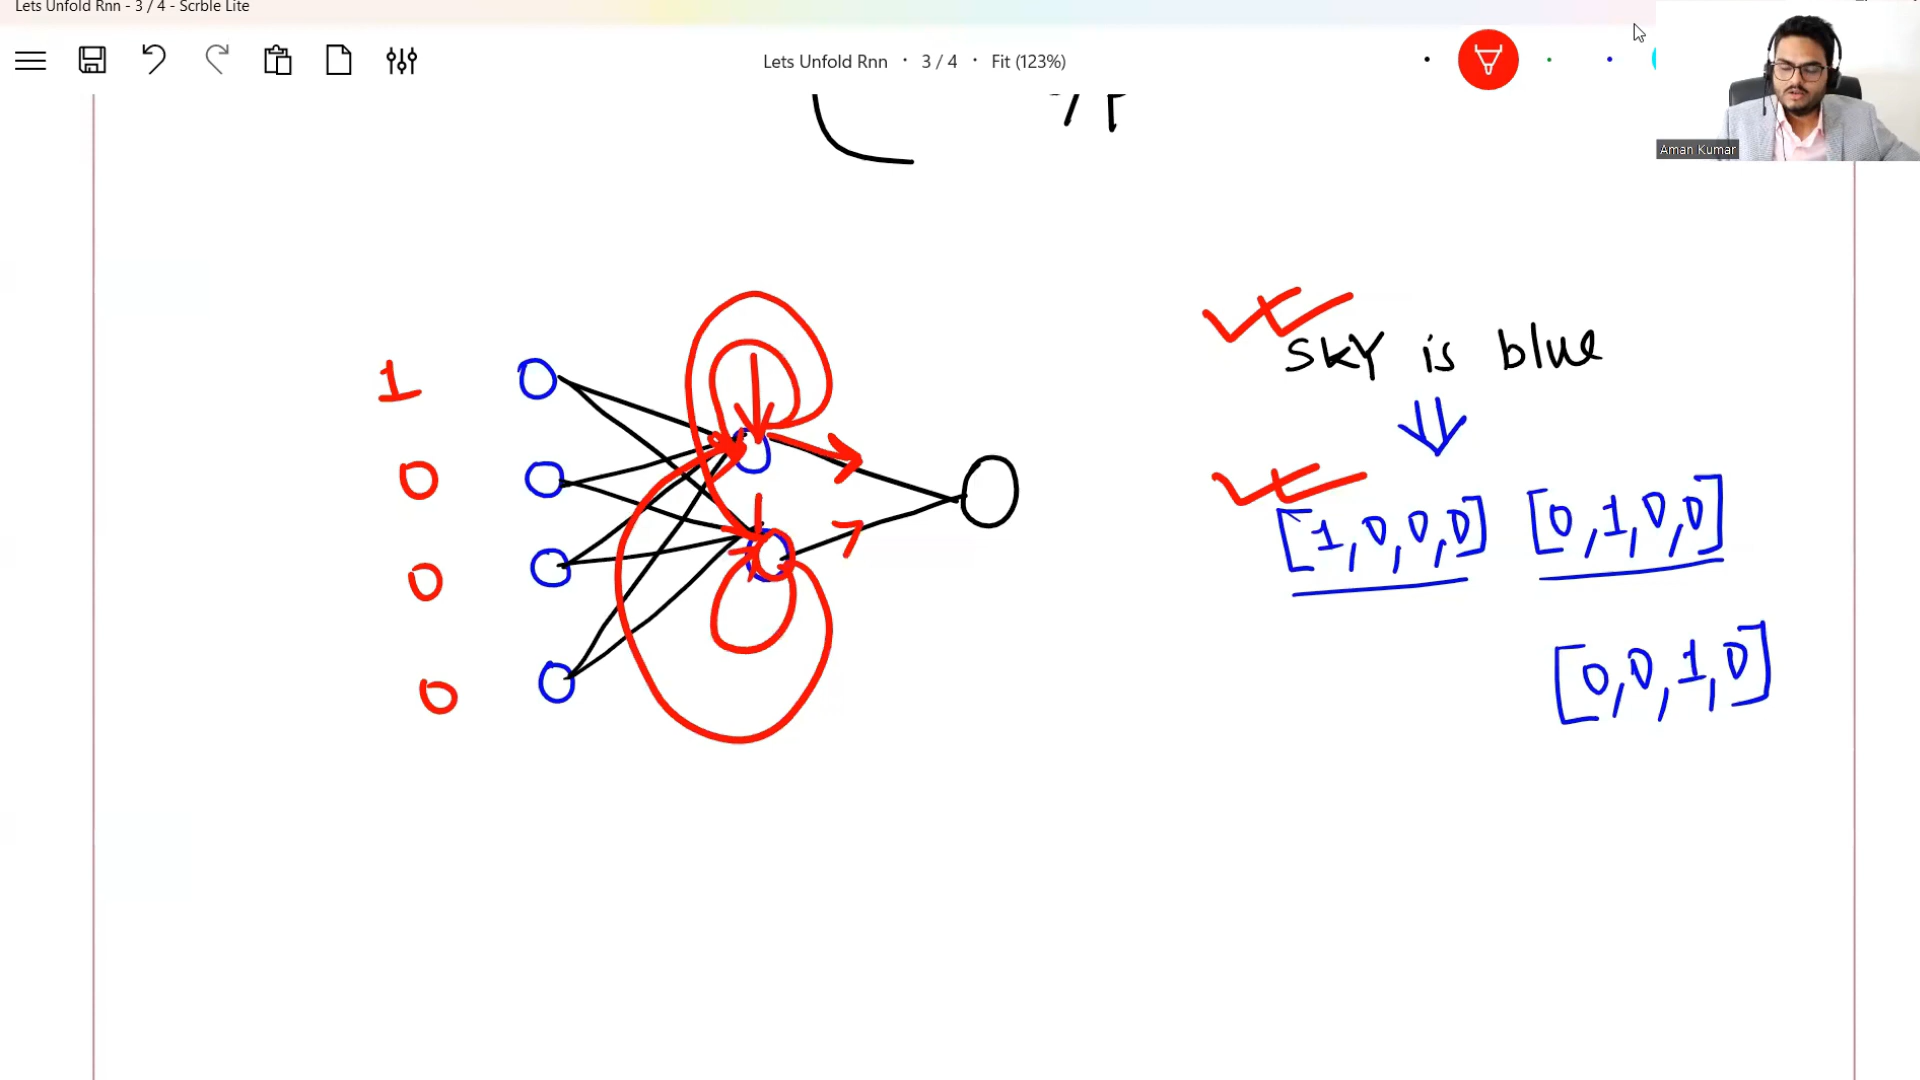 Lets Unfold Rnn - 3 / 4 - Scrble Lite
Lets Unfold Rnn · 3 / 4 · Fit (123%)
Aman Kumar
SKY is blue
1
0
0
0
[1,0,0,0] [0,1,0,0]
[0,0,1,0]